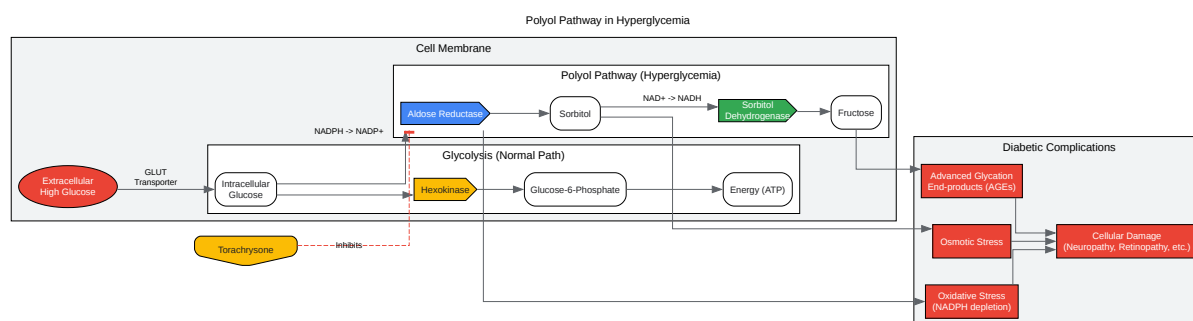 Polyol Pathway in Hyperglycemia
Cell Membrane
Polyol Pathway (Hyperglycemia)
Aldose Reductase
Sorbitol
NAD+ -> NADH
Sorbitol
Dehydrogenase
Fructose
NADPH -> NADP+
Glycolysis (Normal Path)
Extracellular
High Glucose
GLUT
Transporter
Intracellular
Glucose
Hexokinase
Glucose-6-Phosphate
Energy (ATP)
Torachrysone
Inhibits
Diabetic Complications
Advanced Glycation
End-products (AGEs)
Osmotic Stress
Cellular Damage
(Neuropathy, Retinopathy, etc.)
Oxidative Stress
(NADPH depletion)